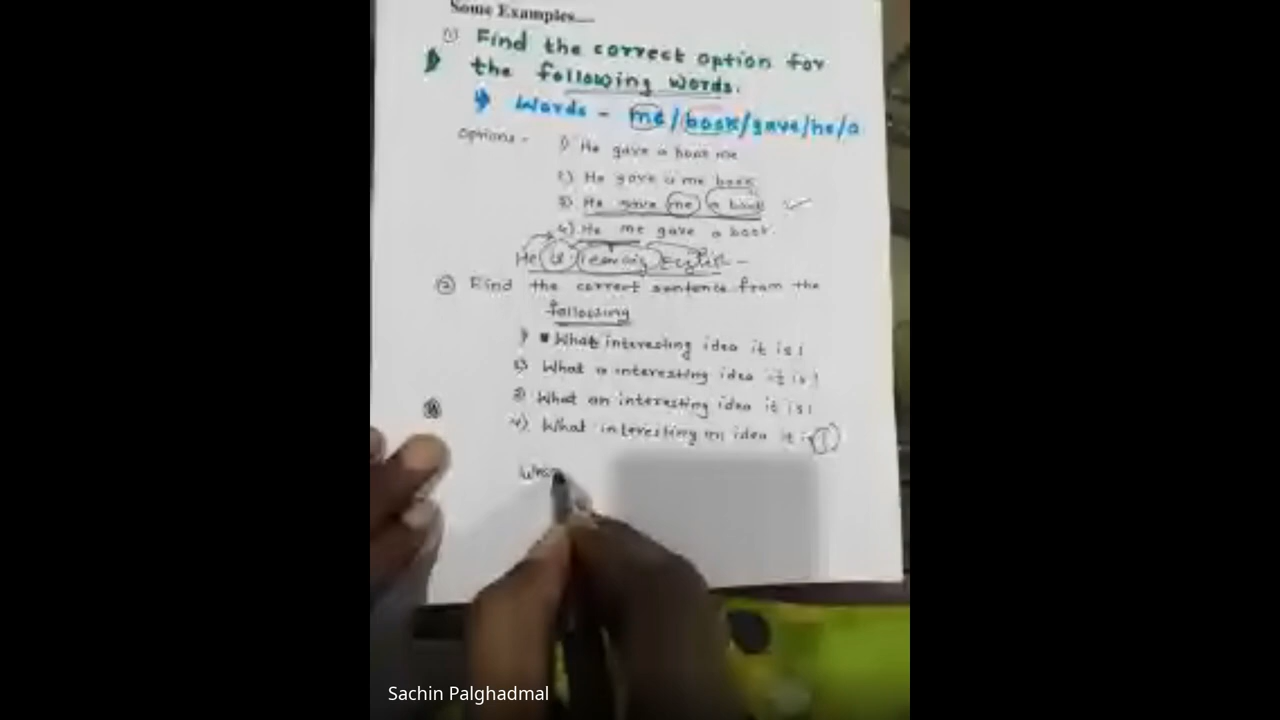 Some Examples....
(1) Find the correct option for
the following words.
Words - me/book/gave/he/a
Options - 1) He gave a book me
2) He gave a me book
3) He gave me a book
4) He me gave a book.
He is learning English -
(2) Find the correct sentence from the
following
1) What interesting idea it is!
2) What a interesting idea it is!
3) What an interesting idea it is!
4) What interesting an idea it is!
What
Sachin Palghadmal